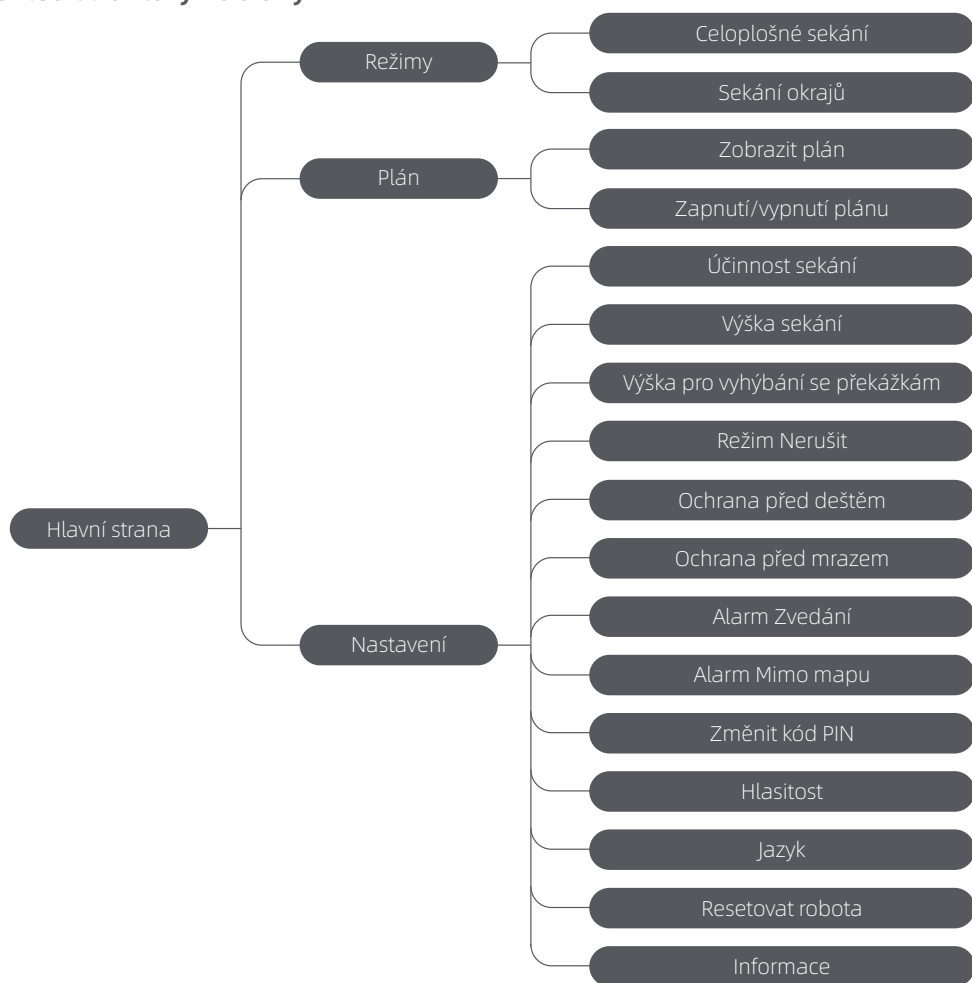 Režimy
Celoplošné sekání
Sekání okrajů
Plán
Zobrazit plán
Zapnutí/vypnutí plánu
Hlavní strana
Nastavení
Účinnost sekání
Výška sekání
Výška pro vyhýbání se překážkám
Režim Nerušit
Ochrana před deštěm
Ochrana před mrazem
Alarm Zvedání
Alarm Mimo mapu
Změnit kód PIN
Hlasitost
Jazyk
Resetovat robota
Informace